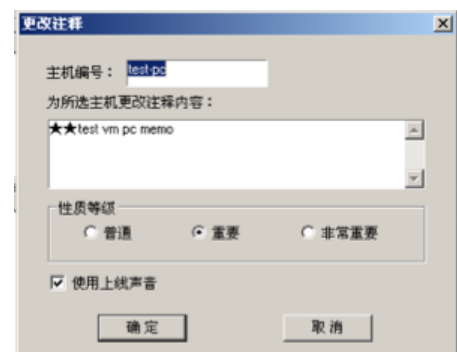 更改注释
主机编号： test-pc
为所选主机更改注释内容：
★★test vm pc memo
性质等级
普通 重要 非常重要
使用上线声音
确定 取消